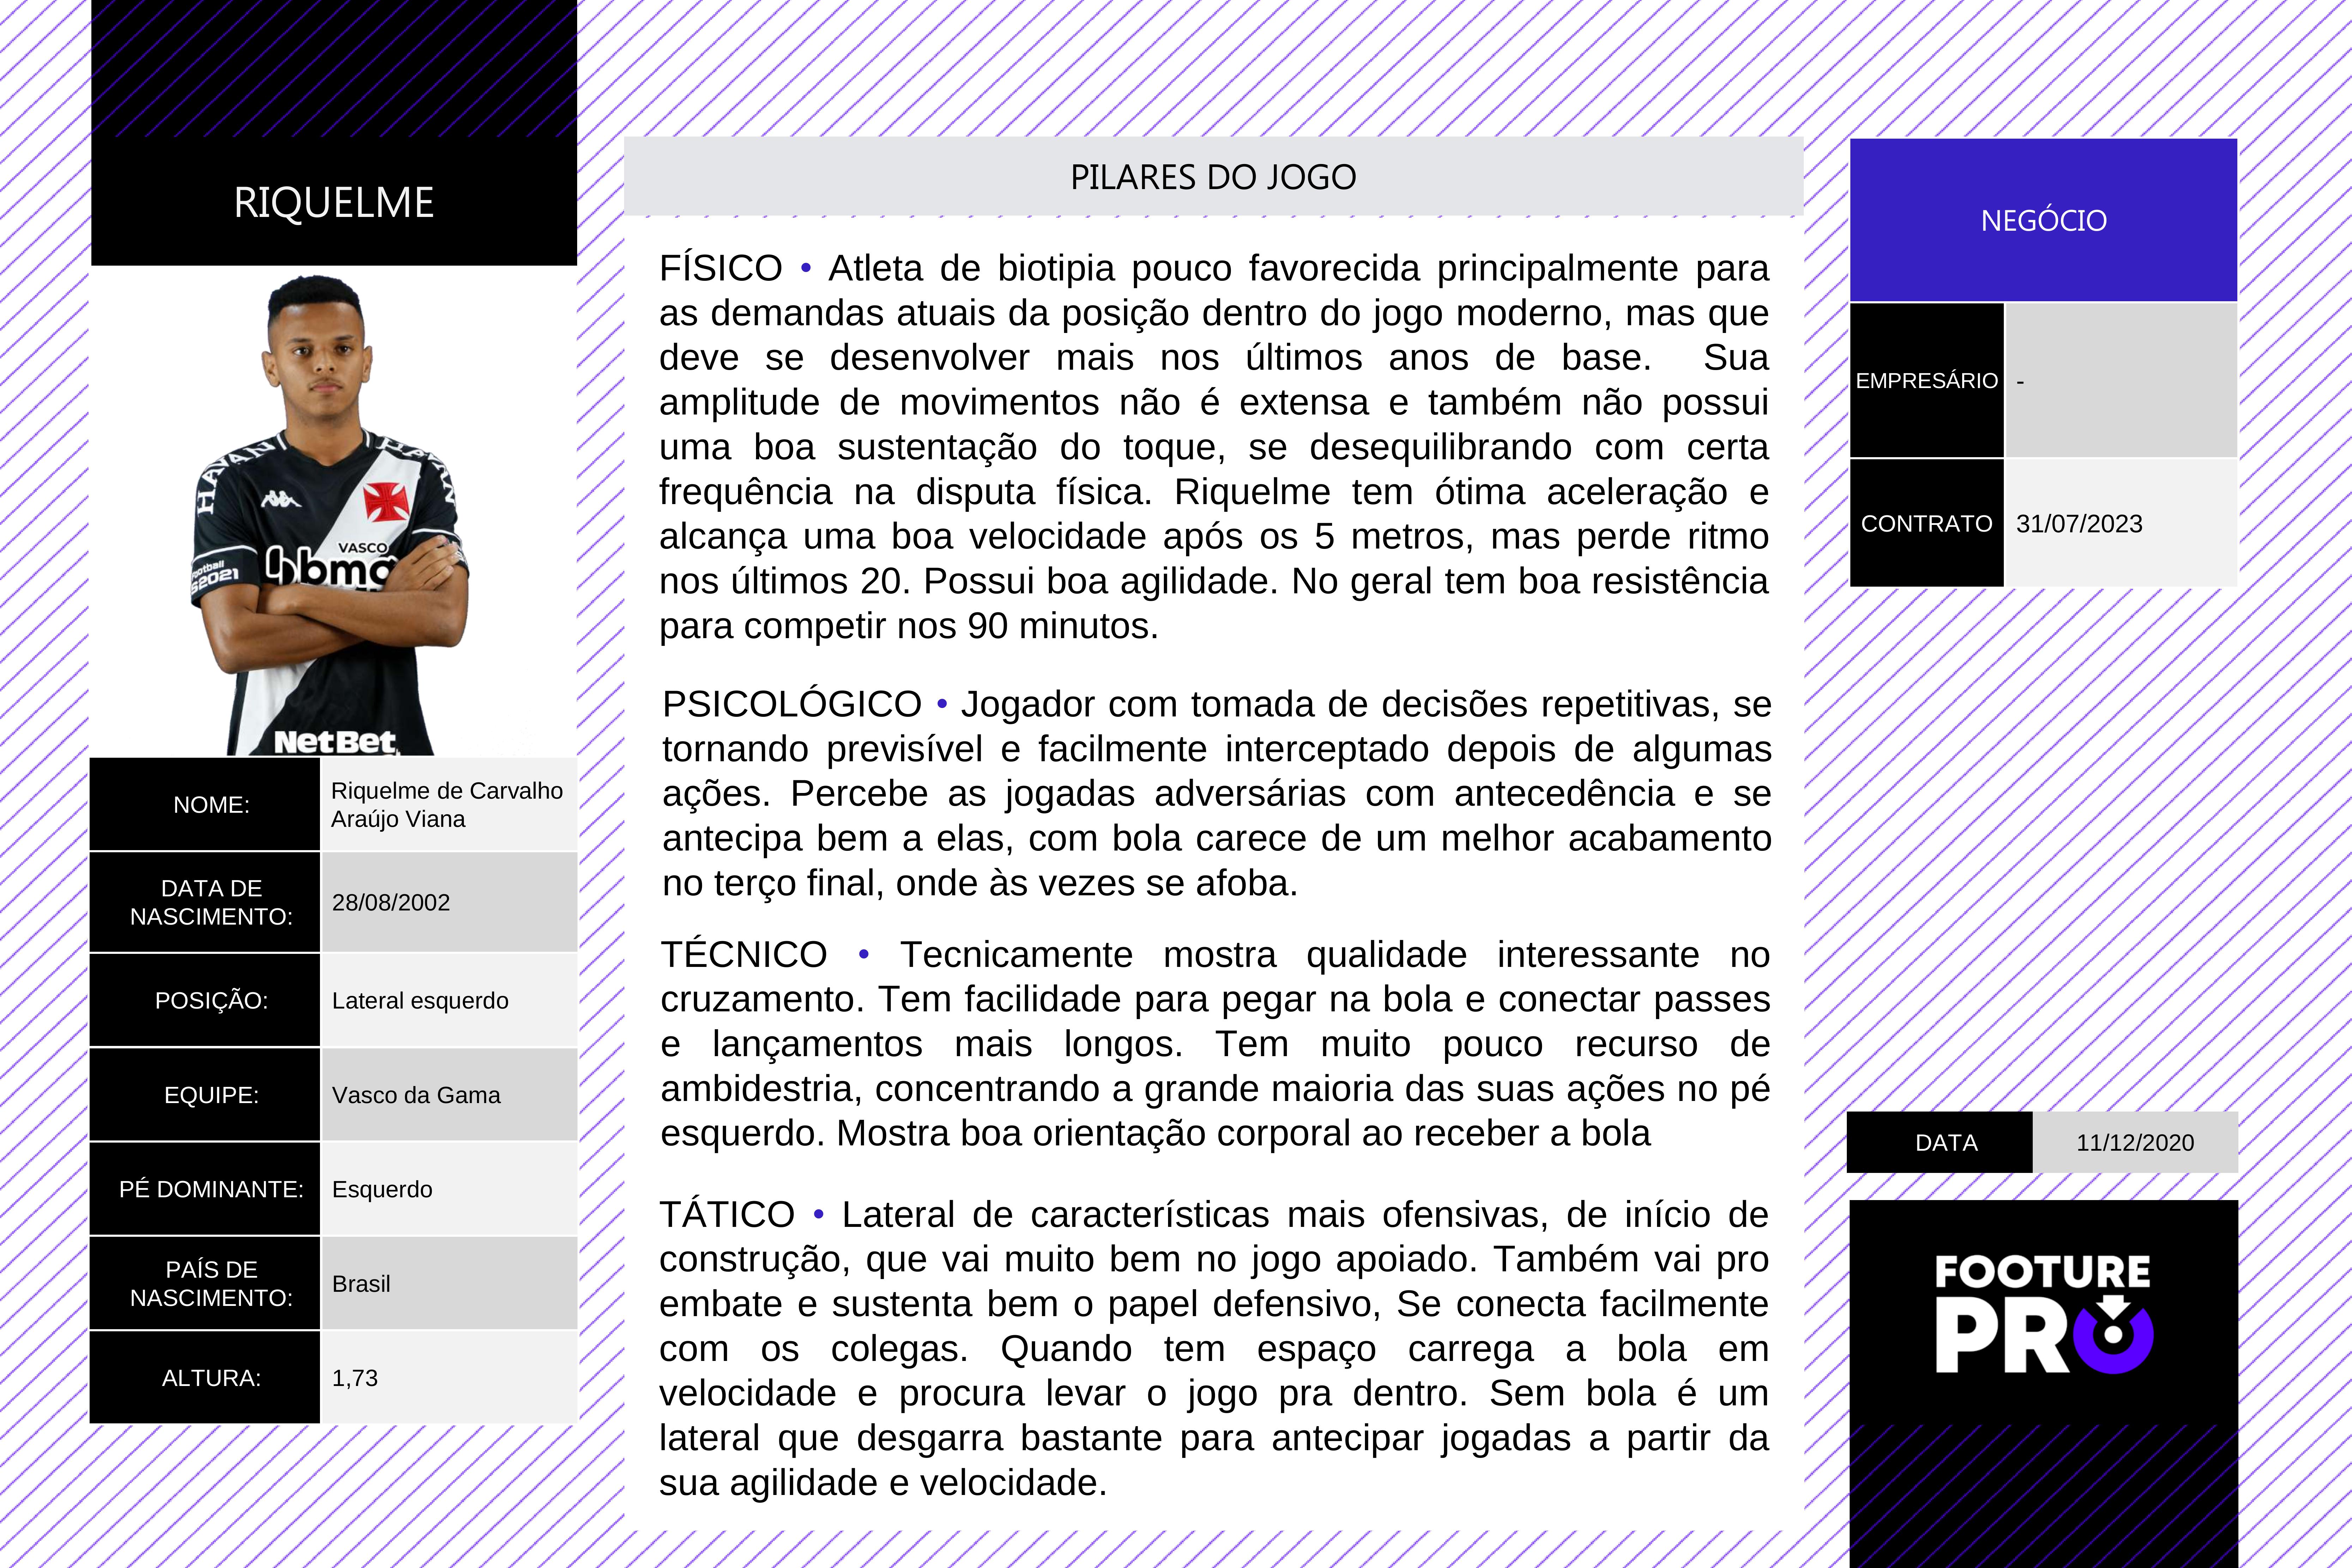 RIQUELME
HAVAN
HAVAN
VASCO
bmg
Football
2021
NetBet
NOME:
Riquelme de Carvalho
Araújo Viana
DATA DE
NASCIMENTO:
28/08/2002
POSIÇÃO:
Lateral esquerdo
EQUIPE:
Vasco da Gama
PÉ DOMINANTE:
Esquerdo
PAÍS DE
NASCIMENTO:
Brasil
ALTURA:
1,73
PILARES DO JOGO
FÍSICO • Atleta de biotipia pouco favorecida principalmente para
as demandas atuais da posição dentro do jogo moderno, mas que
deve se desenvolver mais nos últimos anos de base. Sua
amplitude de movimentos não é extensa e também não possui
uma boa sustentação do toque, se desequilibrando com certa
frequência na disputa física. Riquelme tem ótima aceleração e
alcança uma boa velocidade após os 5 metros, mas perde ritmo
nos últimos 20. Possui boa agilidade. No geral tem boa resistência
para competir nos 90 minutos.
PSICOLÓGICO • Jogador com tomada de decisões repetitivas, se
tornando previsível e facilmente interceptado depois de algumas
ações. Percebe as jogadas adversárias com antecedência e se
antecipa bem a elas, com bola carece de um melhor acabamento
no terço final, onde às vezes se afoba.
TÉCNICO • Tecnicamente mostra qualidade interessante no
cruzamento. Tem facilidade para pegar na bola e conectar passes
e lançamentos mais longos. Tem muito pouco recurso de
ambidestria, concentrando a grande maioria das suas ações no pé
esquerdo. Mostra boa orientação corporal ao receber a bola
TÁTICO • Lateral de características mais ofensivas, de início de
construção, que vai muito bem no jogo apoiado. Também vai pro
embate e sustenta bem o papel defensivo, Se conecta facilmente
com os colegas. Quando tem espaço carrega a bola em
velocidade e procura levar o jogo pra dentro. Sem bola é um
lateral que desgarra bastante para antecipar jogadas a partir da
sua agilidade e velocidade.
NEGÓCIO
EMPRESÁRIO
-
CONTRATO
31/07/2023
DATA
11/12/2020
FOOTURE
PRO